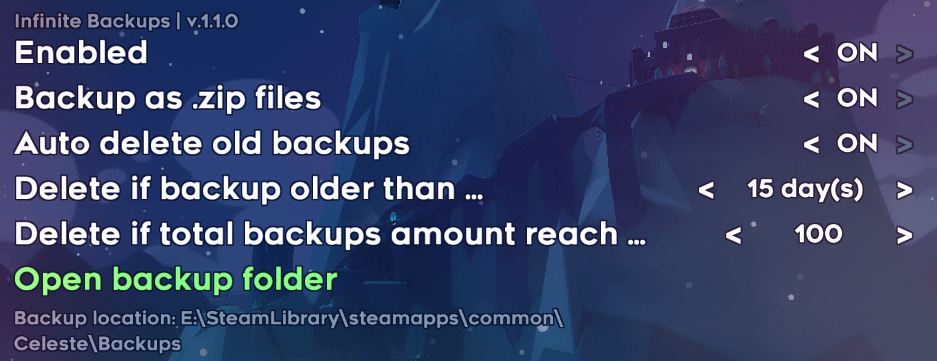 Infinite Backups | v.1.1.0
Enabled < ON >
Backup as .zip files < ON >
Auto delete old backups < ON >
Delete if backup older than ... < 15 day(s) >
Delete if total backups amount reach ... < 100 >
Open backup folder
Backup location: E:\SteamLibrary\steamapps\common\
Celeste\Backups